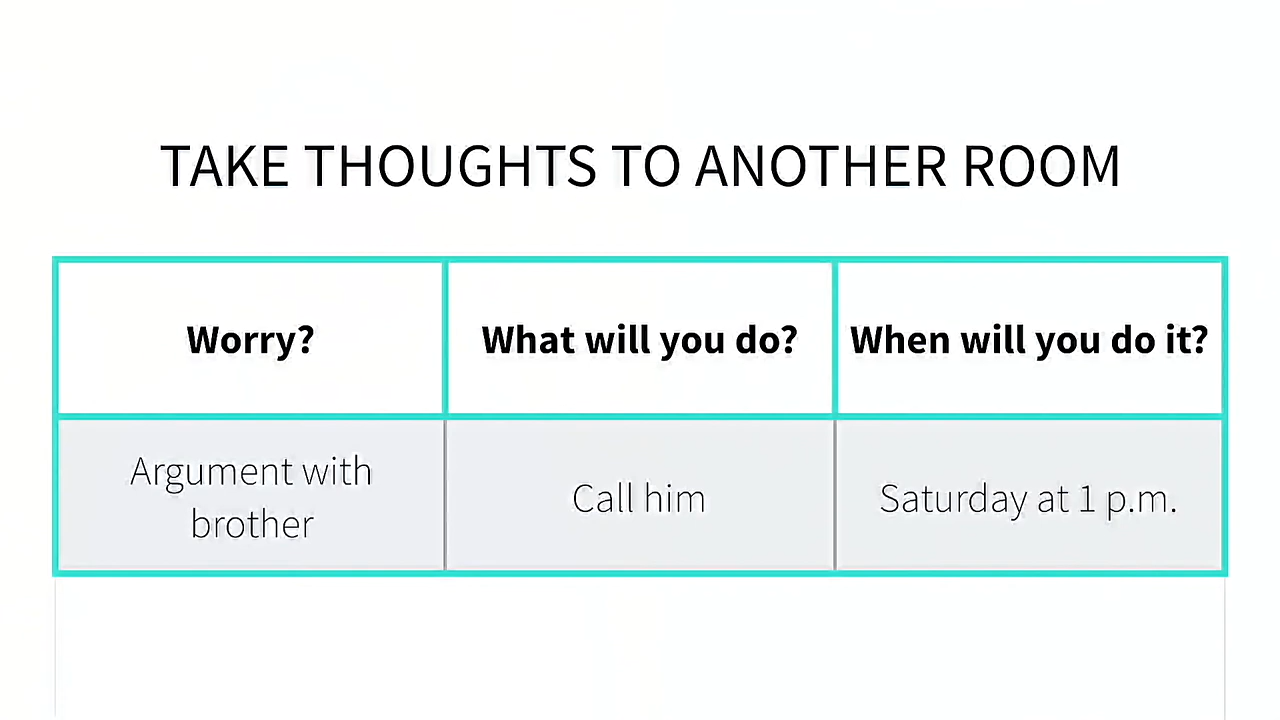 TAKE THOUGHTS TO ANOTHER ROOM
Worry?
What will you do?
When will you do it?
Argument with
brother
Call him
Saturday at 1 p.m.